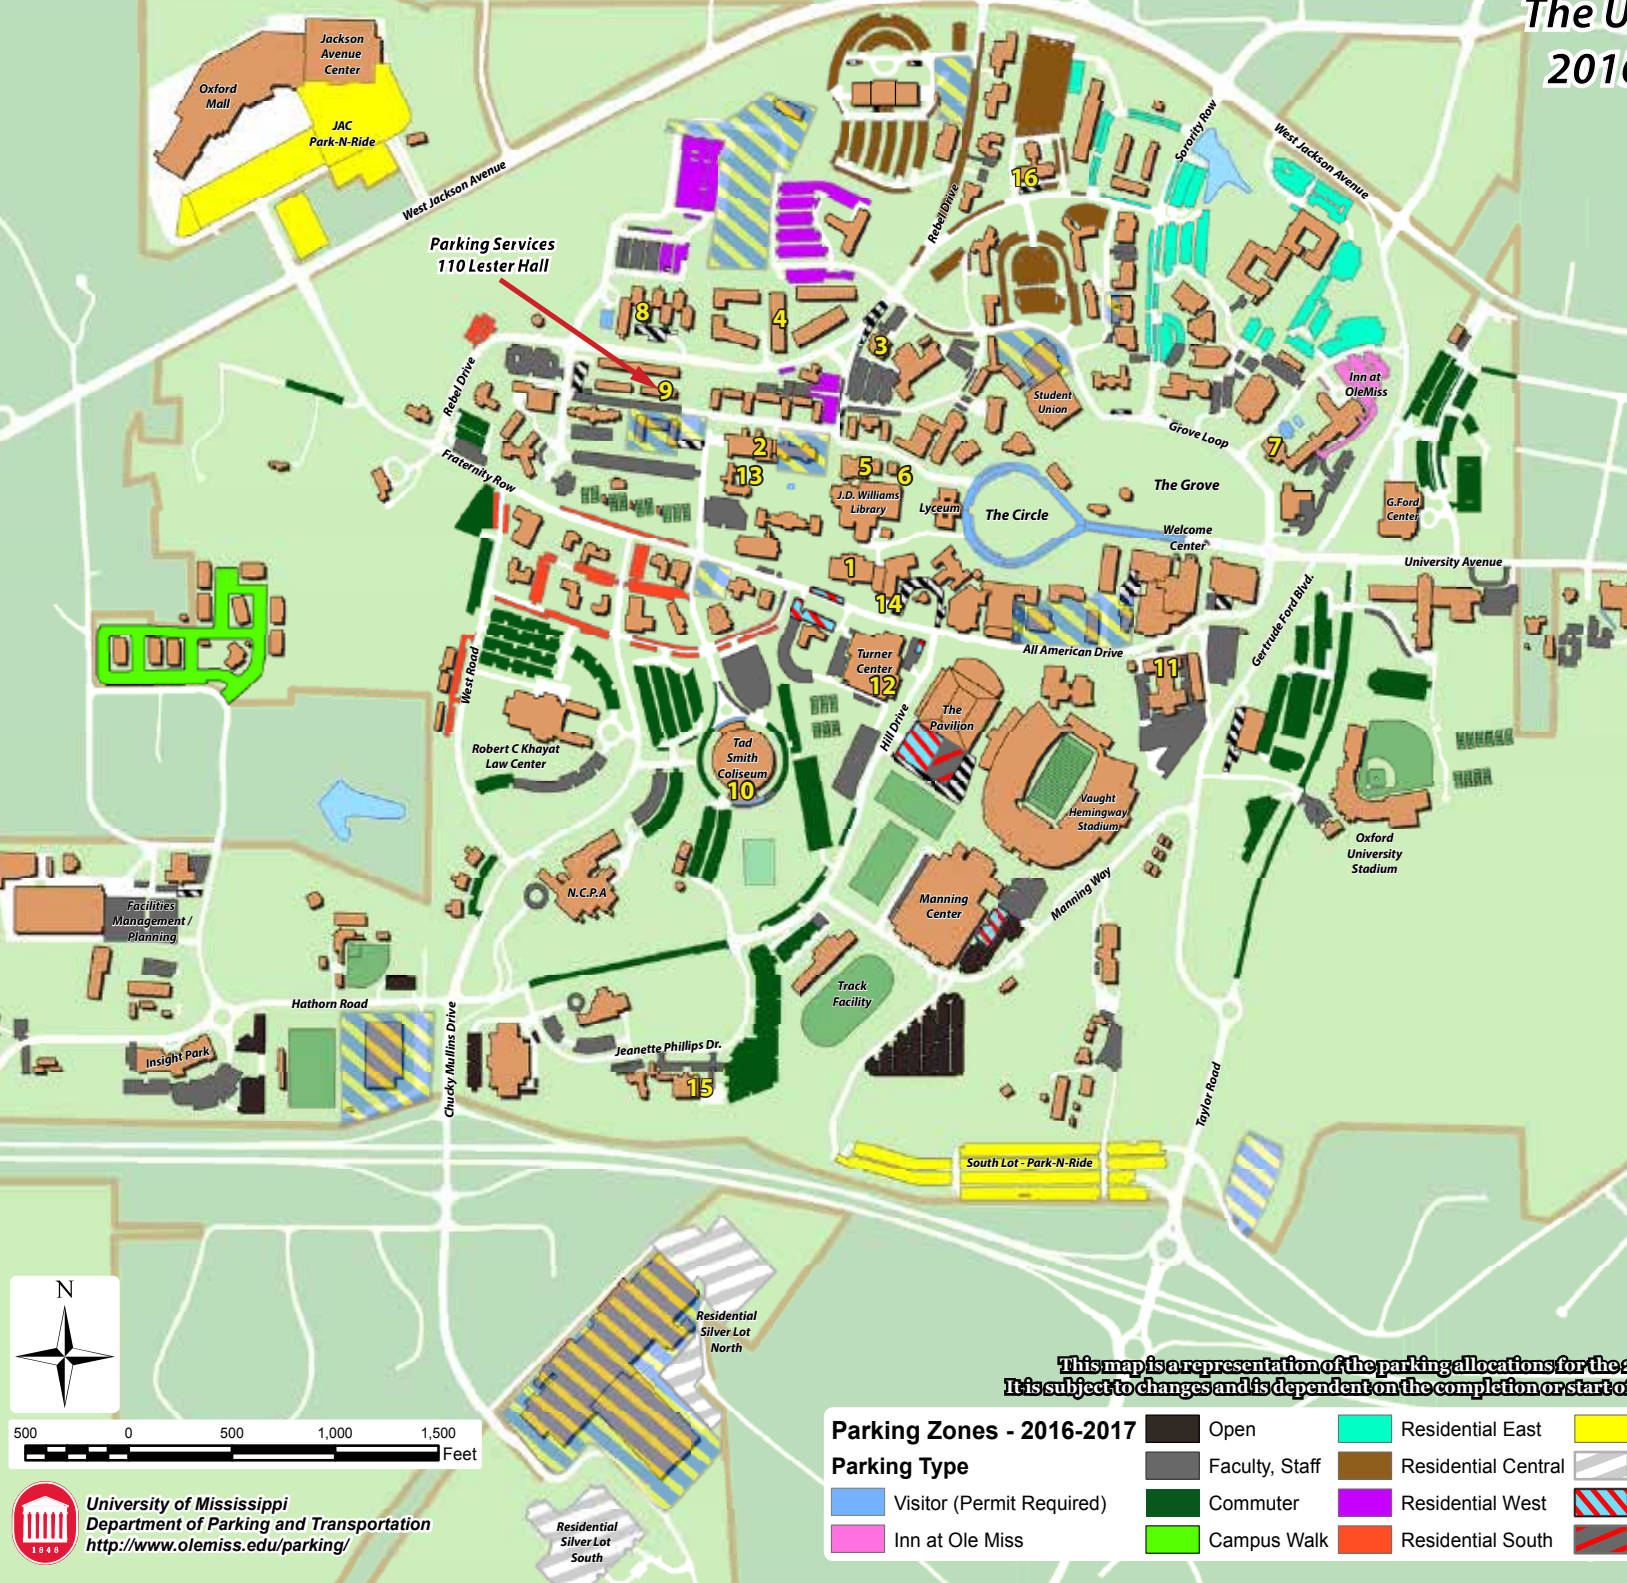 The U
2016
Jackson
Avenue
Center
Oxford
Mall
JAC
Park-N-Ride
West Jackson Avenue
Sorority Row
West Jackson Avenue
16
Rebel Drive
Parking Services
110 Lester Hall
8
4
3
9
Rebel Drive
Student
Union
Inn at
OleMiss
Grove Loop
7
2
13
5
6
Fraternity Row
J.D. Williams
Library
Lyceum
The Circle
The Grove
Welcome
Center
G.Ford
Center
University Avenue
1
14
Gertrude Ford Blvd.
All American Drive
Turner
Center
12
11
West Road
The
Pavilion
Hill Drive
Robert C Khayat
Law Center
Tad
Smith
Coliseum
10
Vaught
Hemingway
Stadium
Oxford
University
Stadium
N.C.P.A
Manning
Center
Manning Way
Facilities
Management /
Planning
Track
Facility
Hathorn Road
Insight Park
Chucky Mullins Drive
Jeanette Phillips Dr.
15
Taylor Road
South Lot - Park-N-Ride
N
Residential
Silver Lot
North
This map is a representation of the parking allocations for the
It is subject to changes and is dependent on the completion or start of
500 0 500 1,000 1,500
Feet
Parking Zones - 2016-2017
Parking Type
Visitor (Permit Required)
Inn at Ole Miss
Open
Faculty, Staff
Commuter
Campus Walk
Residential East
Residential Central
Residential West
Residential South
1848
University of Mississippi
Department of Parking and Transportation
http://www.olemiss.edu/parking/
Residential
Silver Lot
South